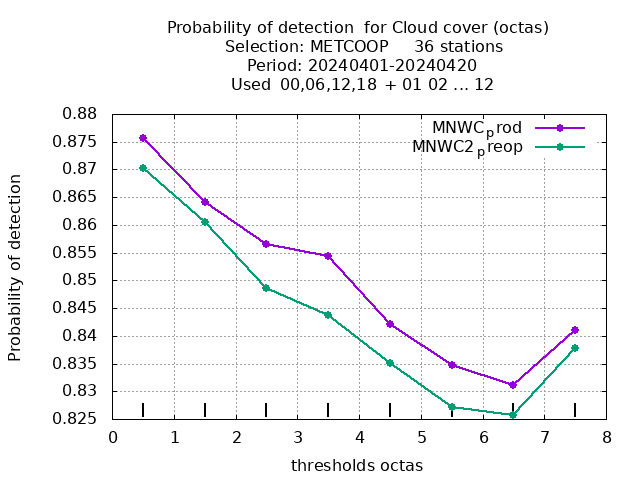 Probability of detection  for Cloud cover (octas)
Selection: METCOOP     36 stations
Period: 20240401-20240420
Used  00,06,12,18  + 01 02 ... 12
MNWCprod
MNWC2preop
Probability of detection
0.88
0.875
0.87
0.865
0.86
0.855
0.85
0.845
0.84
0.835
0.83
0.825
0 1 2 3 4 5 6 7 8
thresholds octas